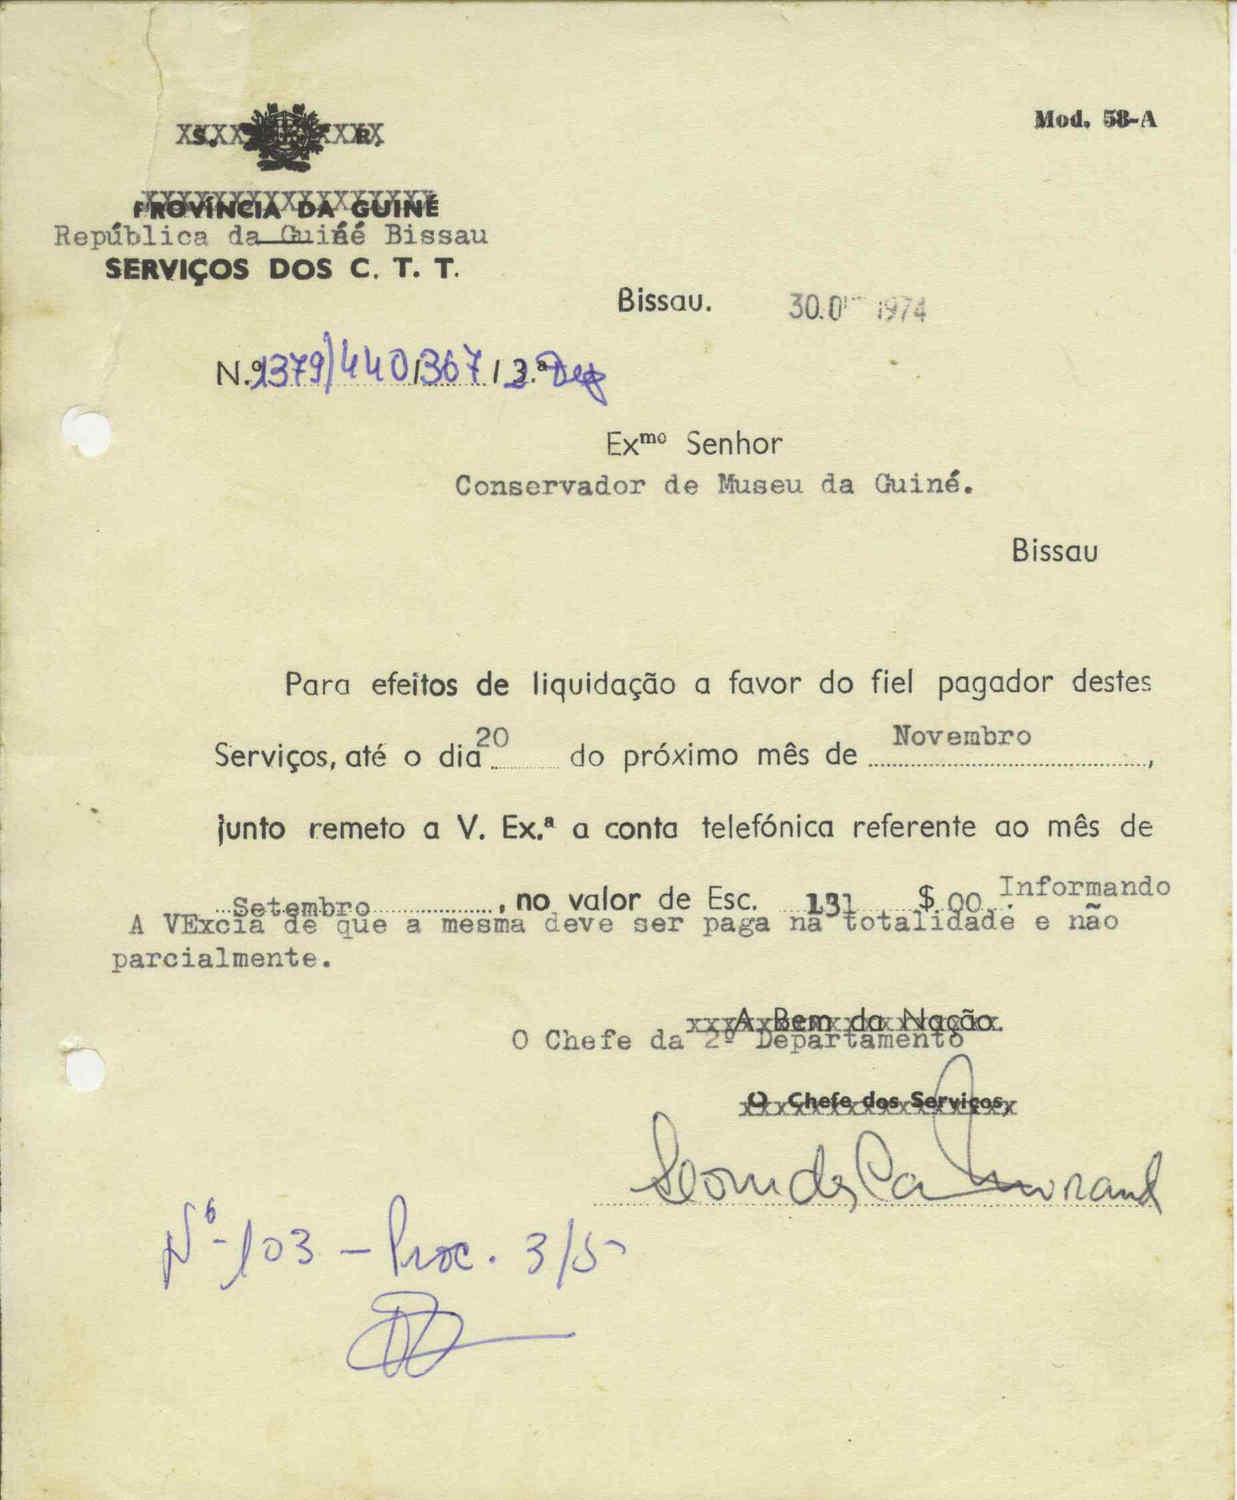 Mod. 58-A
S. R.
PROVÍNCIA DA GUINÉ
República da Guiné Bissau
SERVIÇOS DOS C. T. T.
Bissau. 30. 1974
N.º 1379/440/367/2.ª Dep
Exmo Senhor
Conservador de Museu da Guiné.
Bissau
Para efeitos de liquidação a favor do fiel pagador destes
Serviços, até o dia 20 do próximo mês de Novembro,
junto remeto a V. Ex.ª a conta telefónica referente ao mês de
Setembro, no valor de Esc. 131 $ 00. Informando
A VExcia de que a mesma deve ser paga na totalidade e não
parcialmente.
A Bem da Nação.
O Chefe da 2º Departamento
O Chefe dos Serviços,
Nº-103 - Proc. 3/5